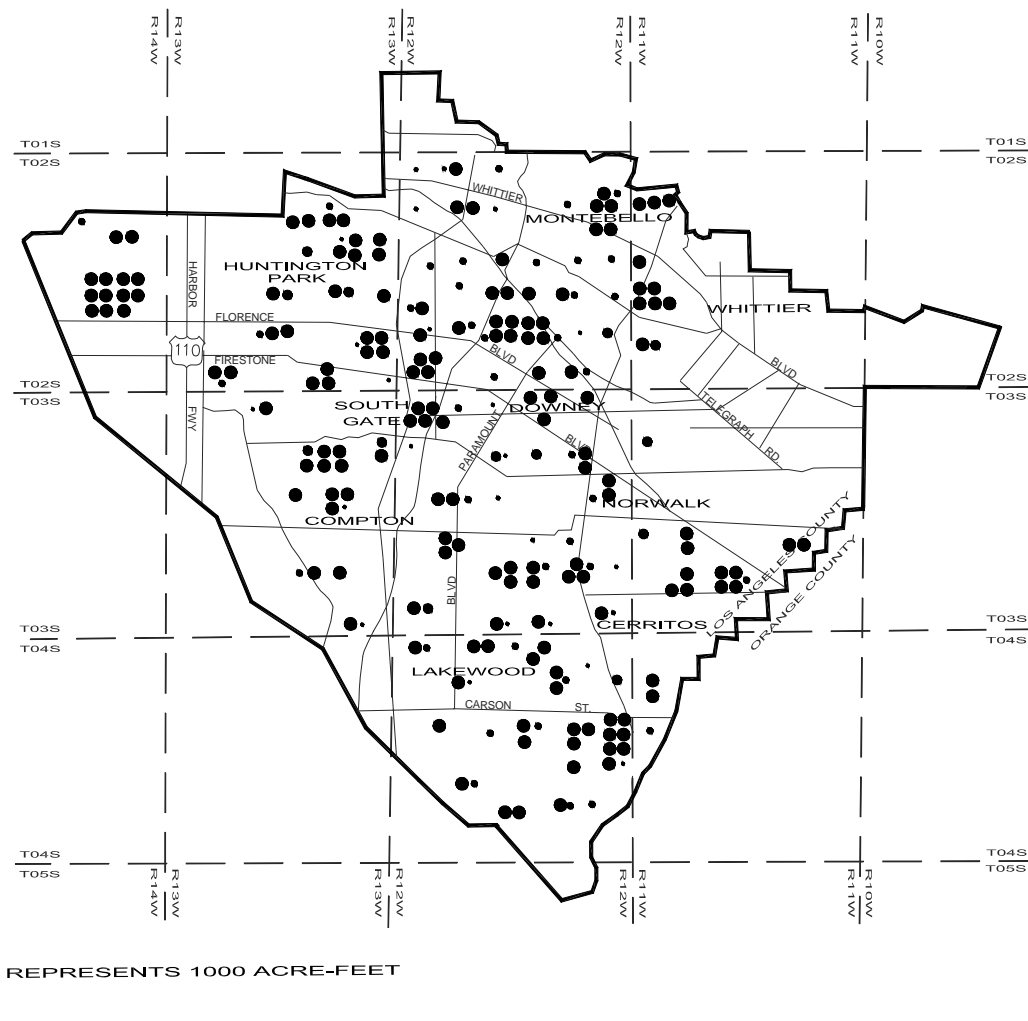 R14W R13W
R13W R12W
R12W R11W
R11W R10W
T01S T01S
T02S T02S
WHITTIER
MONTEBELLO
HARBOR
HUNTINGTON
PARK
WHITTIER
FLORENCE
110
BLVD
FIRESTONE
BLVD
T02S T02S
T03S T03S
SOUTH
GATE
DOWNEY
FWY
PARAMOUNT
TELEGRAPH
BLVD
RD.
NORWALK
COMPTON
LOS ANGELES COUNTY
ORANGE COUNTY
BLVD
CERRITOS
T03S T03S
T04S T04S
LAKEWOOD
CARSON ST.
T04S T04S
T05S T05S
R14W R13W
R13W R12W
R12W R11W
R11W R10W
REPRESENTS 1000 ACRE-FEET